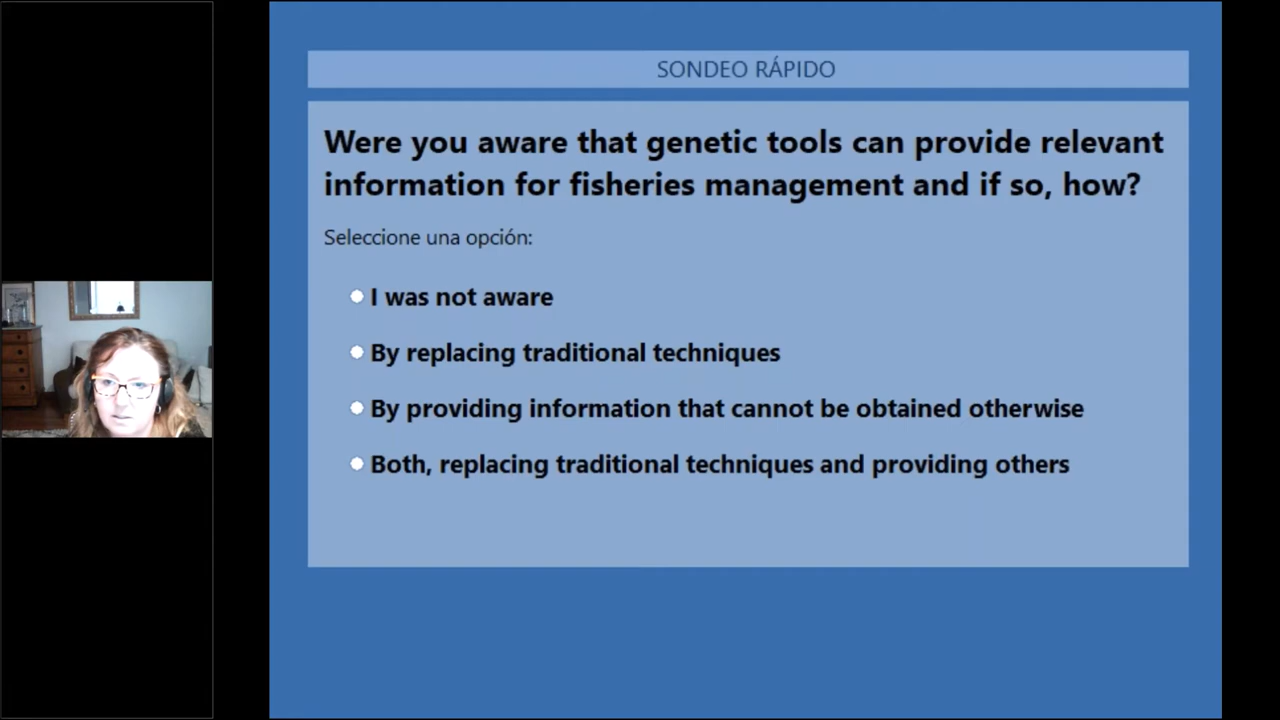 SONDEO RÁPIDO
Were you aware that genetic tools can provide relevant
information for fisheries management and if so, how?
Seleccione una opción:
I was not aware
By replacing traditional techniques
By providing information that cannot be obtained otherwise
Both, replacing traditional techniques and providing others